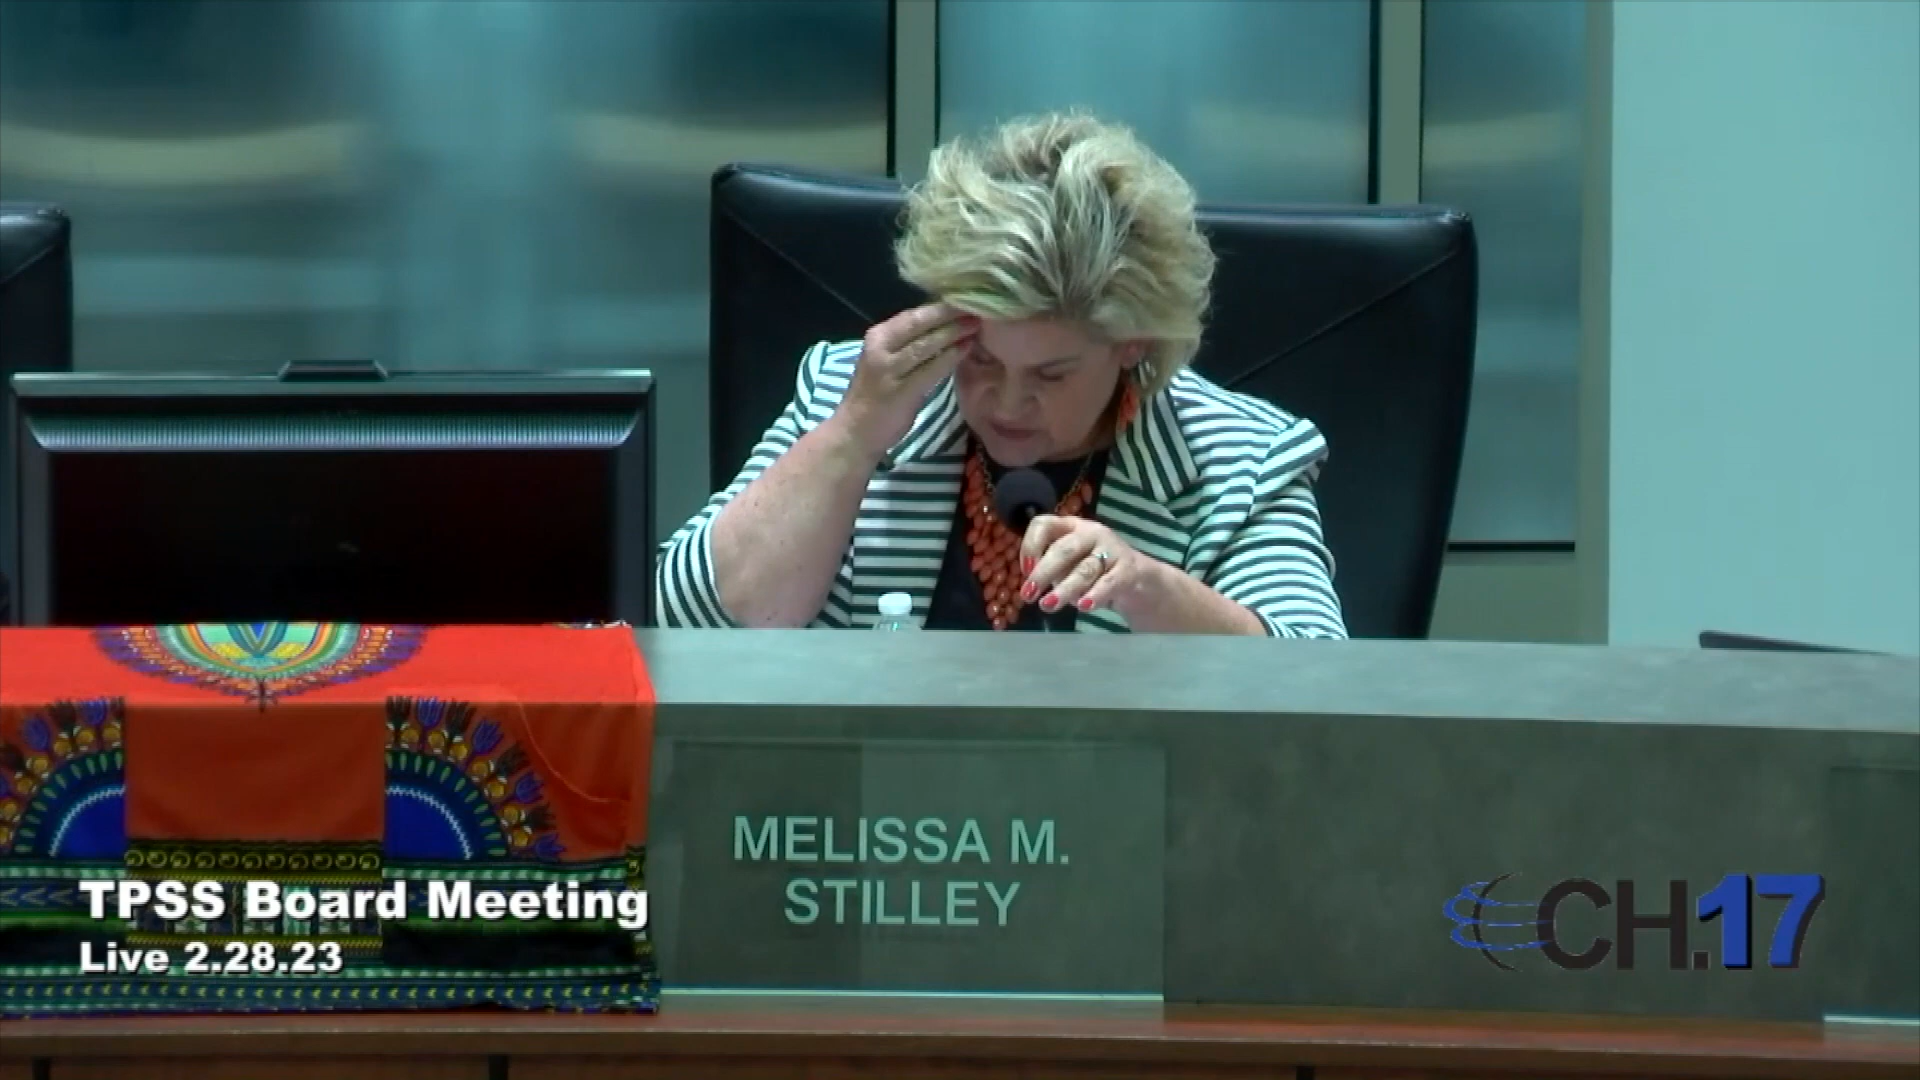 MELISSA M.
STILLEY
TPSS Board Meeting
Live 2.28.23
CH.17